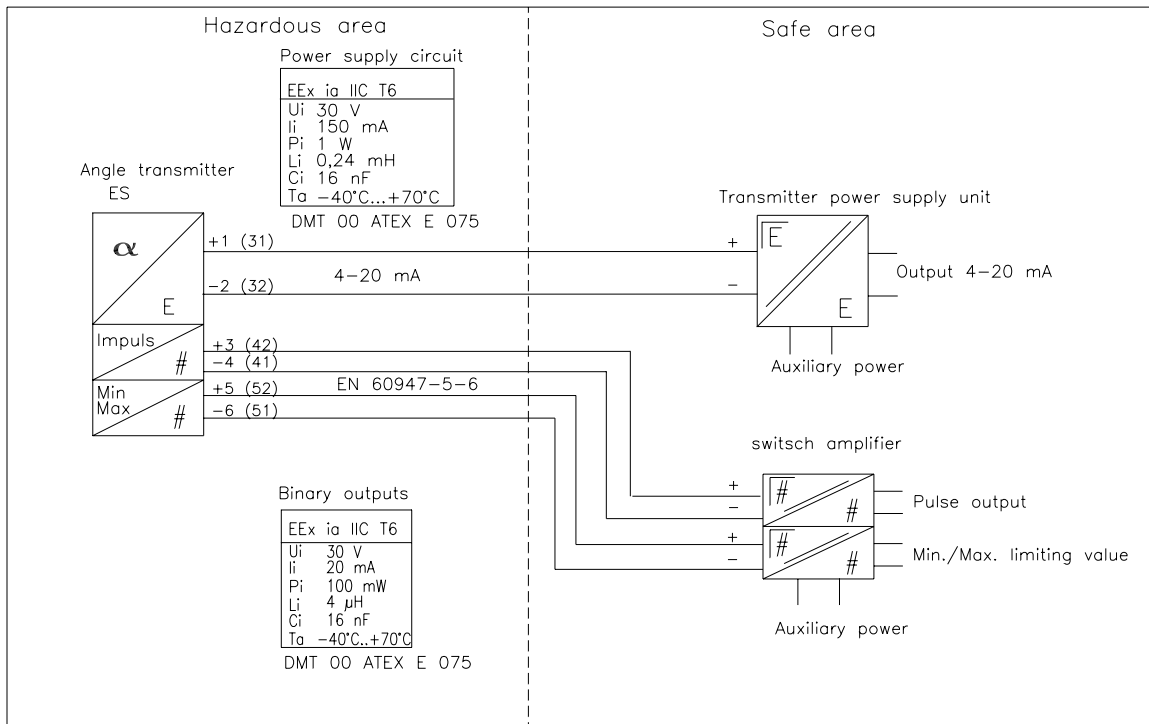 Hazardous area
Safe area
Power supply circuit
EEx ia IIC T6
Ui 30 V
Ii 150 mA
Pi 1 W
Li 0,24 mH
Ci 16 nF
Ta -40°C...+70°C
DMT 00 ATEX E 075
Angle transmitter
ES
α
E
+1 (31)
-2 (32)
4-20 mA
Transmitter power supply unit
+
-
E
E
Output 4-20 mA
Auxiliary power
Impuls
#
+3 (42)
-4 (41)
Min
Max
#
+5 (52)
-6 (51)
EN 60947-5-6
switsch amplifier
+
-
#
#
Pulse output
+
-
#
#
Min./Max. limiting value
Auxiliary power
Binary outputs
EEx ia IIC T6
Ui 30 V
Ii 20 mA
Pi 100 mW
Li 4 µH
Ci 16 nF
Ta -40°C..+70°C
DMT 00 ATEX E 075